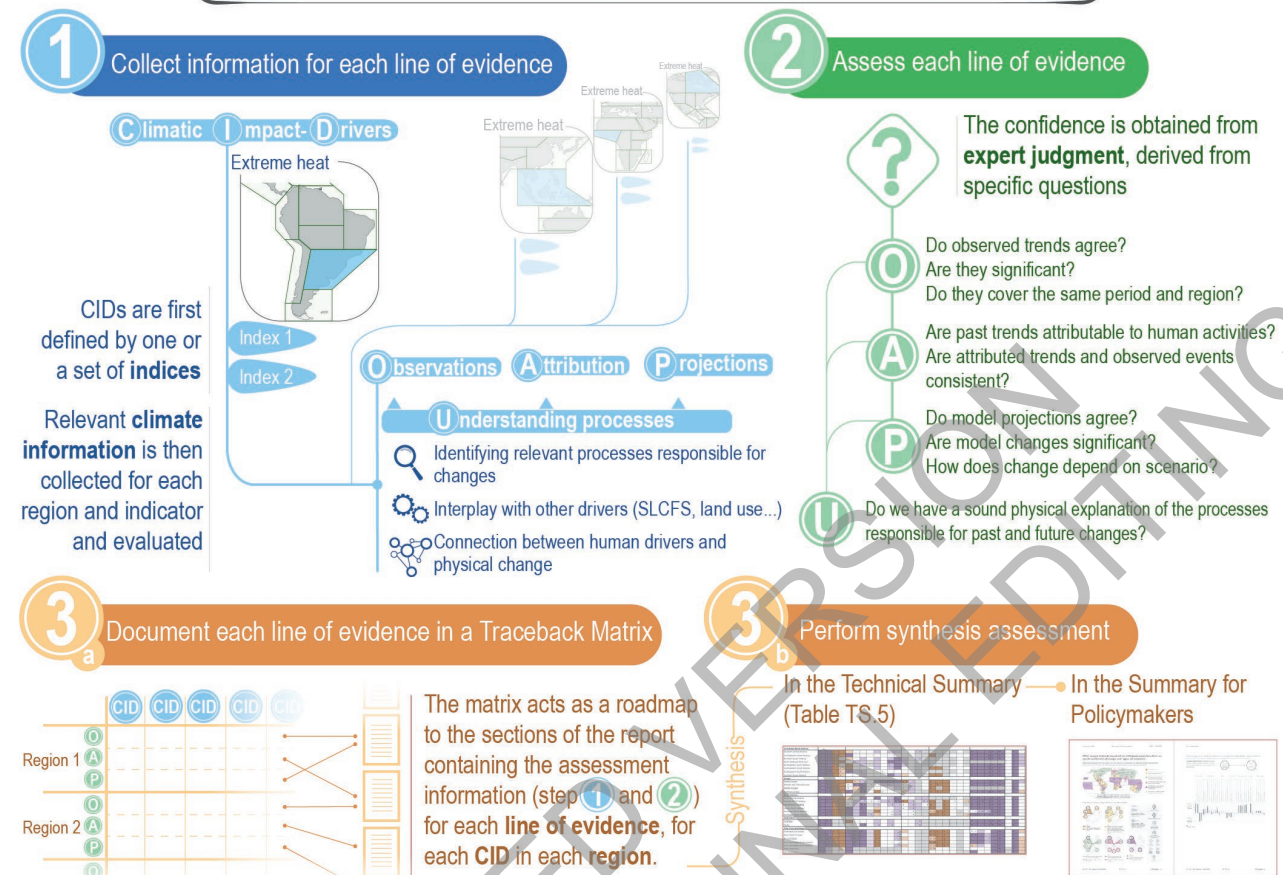 1 Collect information for each line of evidence
Climatic Impact-Drivers
Extreme heat
Extreme heat
Extreme heat
Extreme heat
CIDs are first
defined by one or
a set of indices
Index 1
Index 2
Relevant climate
information is then
collected for each
region and indicator
and evaluated
Observations Attribution Projections
Understanding processes
Identifying relevant processes responsible for
changes
Interplay with other drivers (SLCFS, land use...)
Connection between human drivers and
physical change
2 Assess each line of evidence
?
The confidence is obtained from
expert judgment, derived from
specific questions
O
Do observed trends agree?
Are they significant?
Do they cover the same period and region?
A
Are past trends attributable to human activities?
Are attributed trends and observed events
consistent?
P
Do model projections agree?
Are model changes significant?
How does change depend on scenario?
U
Do we have a sound physical explanation of the processes
responsible for past and future changes?
3a Document each line of evidence in a Traceback Matrix
CID CID CID CID CID
Region 1
O
A
P
Region 2
O
A
P
O
The matrix acts as a roadmap
to the sections of the report
containing the assessment
information (step 1 and 2)
for each line of evidence, for
each CID in each region.
3b Perform synthesis assessment
Synthesis
In the Technical Summary
(Table TS.5)
In the Summary for
Policymakers
VERSION